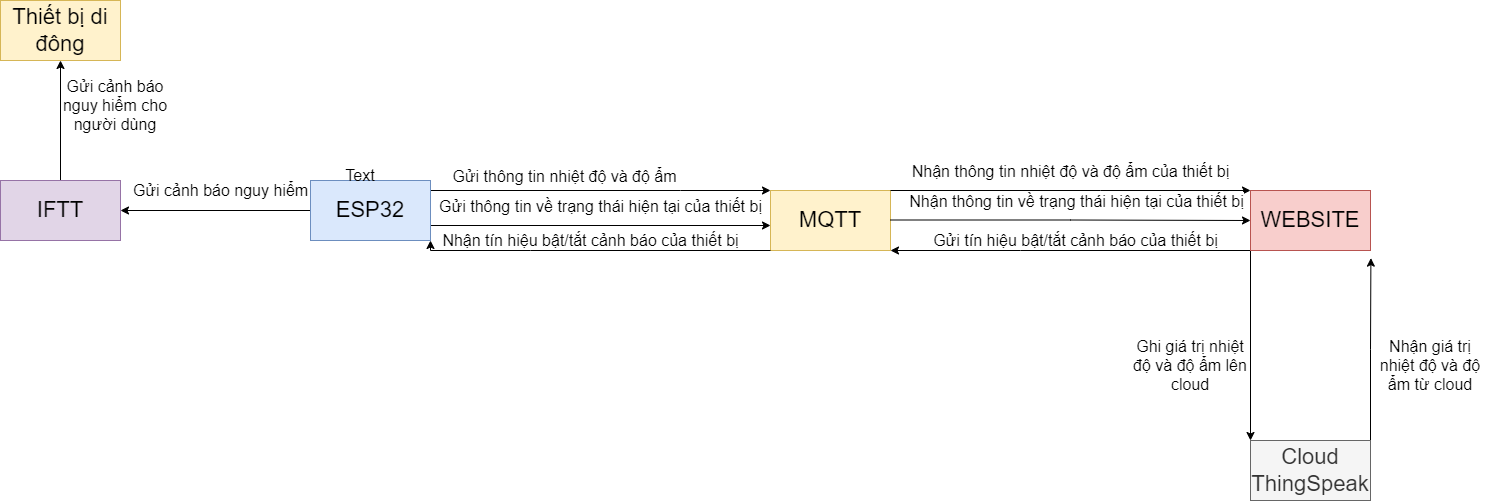 Thiết bị di
đông
Gửi cảnh báo
nguy hiểm cho
người dùng
IFTT
Gửi cảnh báo nguy hiểm
Text
ESP32
Gửi thông tin nhiệt độ và độ ẩm
Gửi thông tin về trạng thái hiện tại của thiết bị
Nhận tín hiệu bật/tắt cảnh báo của thiết bị
MQTT
Nhận thông tin nhiệt độ và độ ẩm của thiết bị
Nhận thông tin về trạng thái hiện tại của thiết bị
Gửi tín hiệu bật/tắt cảnh báo của thiết bị
WEBSITE
Ghi giá trị nhiệt
độ và độ ẩm lên
cloud
Nhận giá trị
nhiệt độ và độ
ẩm từ cloud
Cloud
ThingSpeak